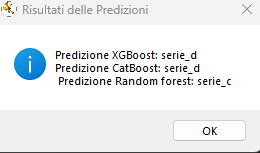 Risultati delle Predizioni
Predizione XGBoost: serie_d
Predizione CatBoost: serie_d
Predizione Random forest: serie_c
OK